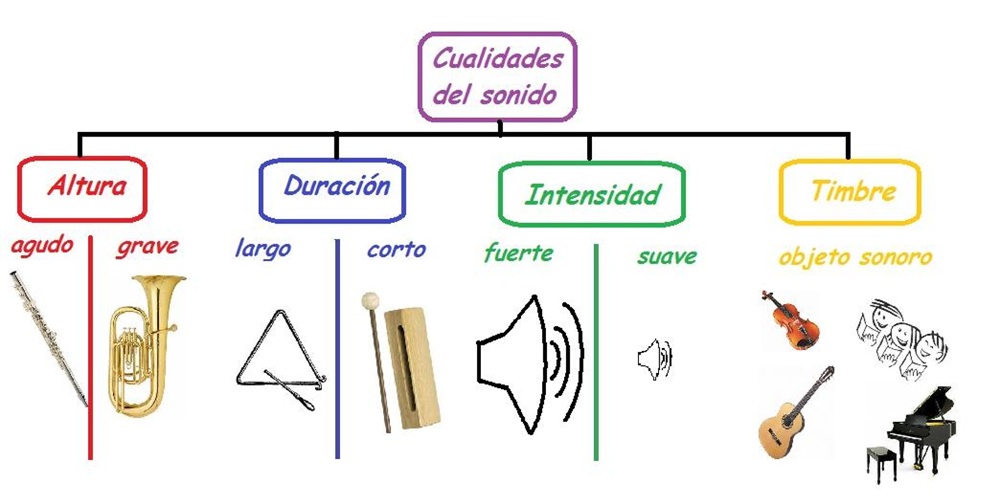 Cualidades
del sonido
Altura
Duración
Intensidad
Timbre
agudo
grave
largo
corto
fuerte
suave
objeto sonoro